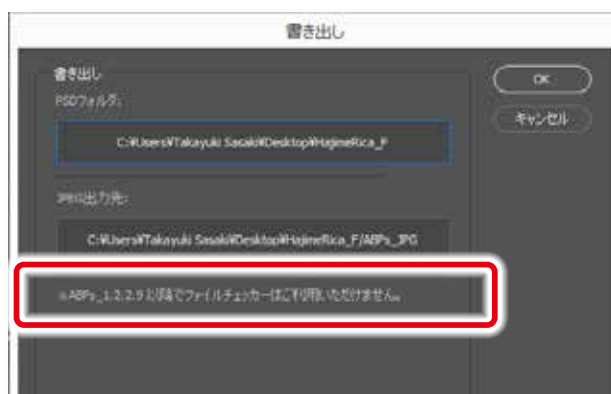 書き出し
書き出し
PSDフォルダ:
OK
キャンセル
C:¥Users¥Takayuki Sasaki¥Desktop¥HajimeRica_F
JPEG出力先:
C:¥Users¥Takayuki Sasaki¥Desktop¥HajimeRica_F/ABPs_JPG
※ABPs_1.2.2.9 以降でファイルチェッカーはご利用いただけません。